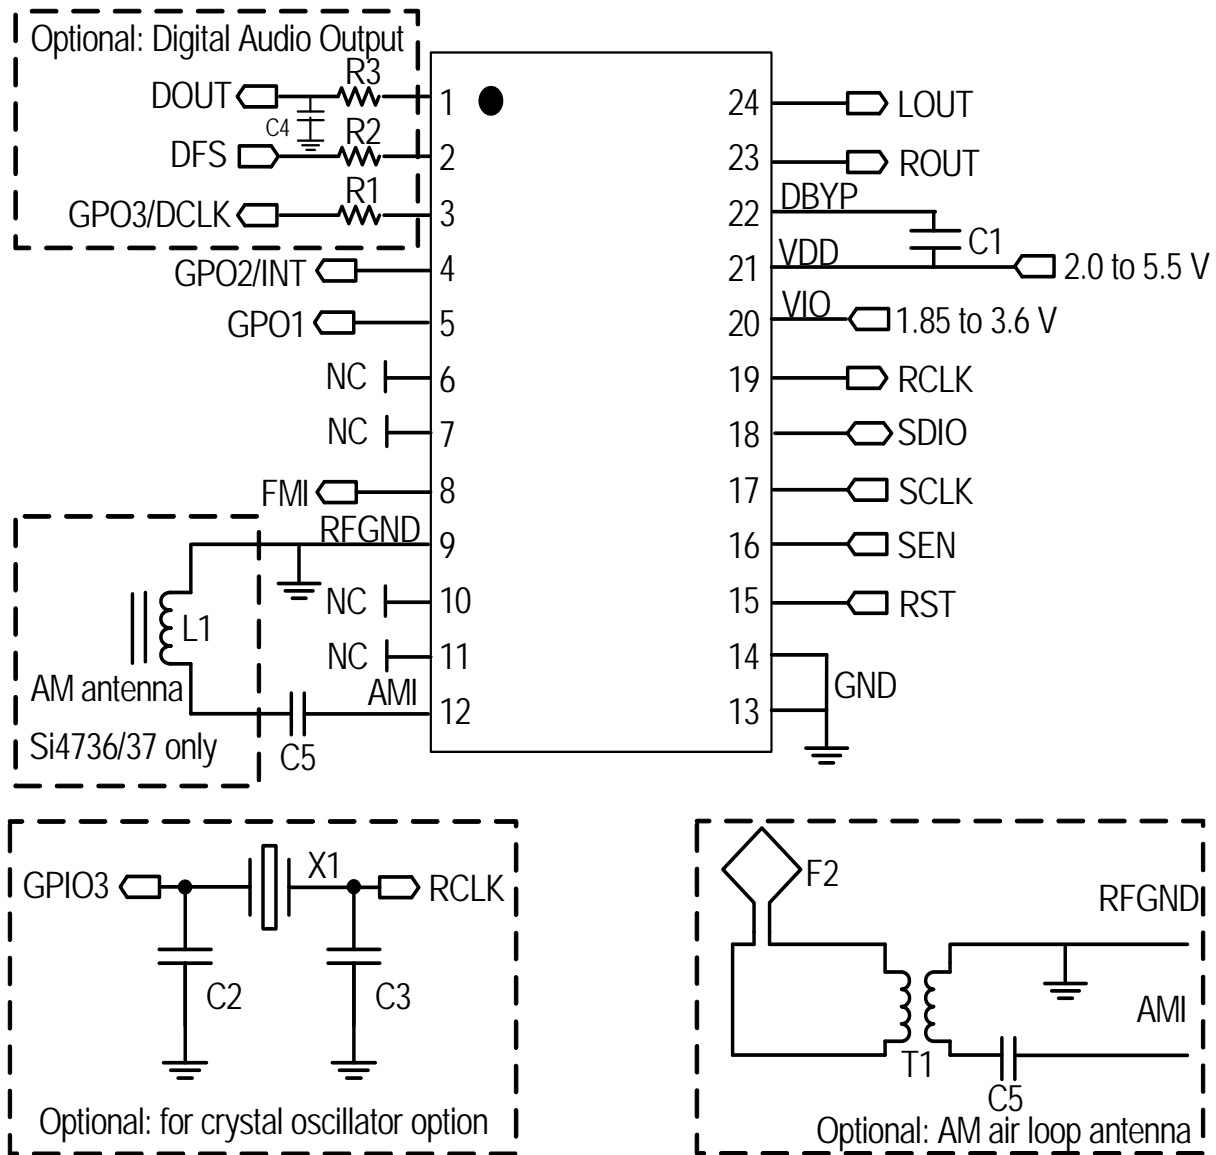 Optional: Digital Audio Output
R3
DOUT
1
24
LOUT
C4
R2
DFS
2
23
ROUT
R1
DBYP
GPO3/DCLK
3
22
C1
VDD
GPO2/INT
4
21
2.0 to 5.5 V
VIO
GPO1
5
20
1.85 to 3.6 V
NC
6
19
RCLK
NC
7
18
SDIO
FMI
8
17
SCLK
RFGND
9
16
SEN
NC
10
15
RST
L1
NC
11
14
AM antenna
AMI
GND
12
13
Si4736/37 only
C5
X1
GPIO3
RCLK
C2
C3
Optional: for crystal oscillator option
F2
RFGND
AMI
T1
C5
Optional: AM air loop antenna